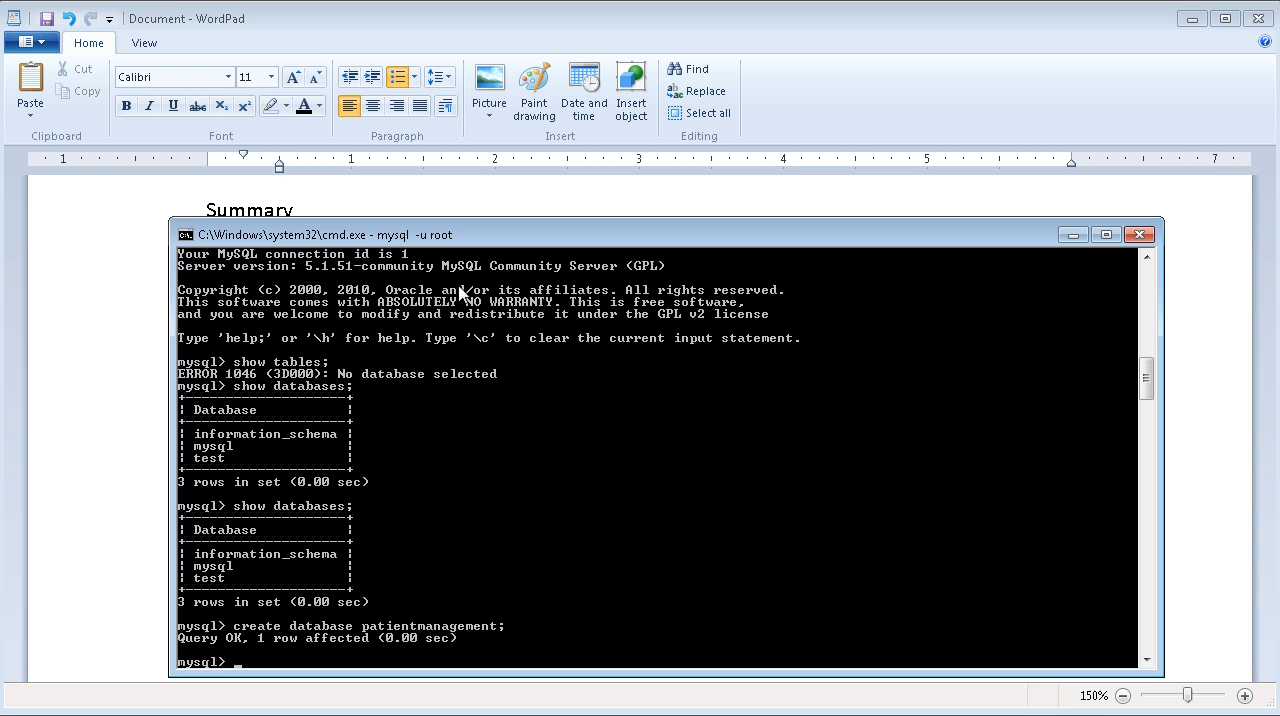 Document - WordPad
Home
View
Cut
Copy
Paste
Clipboard
Calibri
11
Font
Paragraph
Picture
Paint drawing
Date and time
Insert object
Insert
Find
Replace
Select all
Editing
1 1 2 3 4 5 7
Summary
C:\Windows\system32\cmd.exe - mysql -u root
Your MySQL connection id is 1
Server version: 5.1.51-community MySQL Community Server (GPL)
Copyright (c) 2000, 2010, Oracle and/or its affiliates. All rights reserved.
This software comes with ABSOLUTELY NO WARRANTY. This is free software,
and you are welcome to modify and redistribute it under the GPL v2 license
Type 'help;' or '\h' for help. Type '\c' to clear the current input statement.
mysql> show tables;
ERROR 1046 (3D000): No database selected
mysql> show databases;
+--------------------+
| Database           |
+--------------------+
| information_schema |
| mysql              |
| test               |
+--------------------+
3 rows in set (0.00 sec)
mysql> show databases;
+--------------------+
| Database           |
+--------------------+
| information_schema |
| mysql              |
| test               |
+--------------------+
3 rows in set (0.00 sec)
mysql> create database patientmanagement;
Query OK, 1 row affected (0.00 sec)
mysql> _
150%